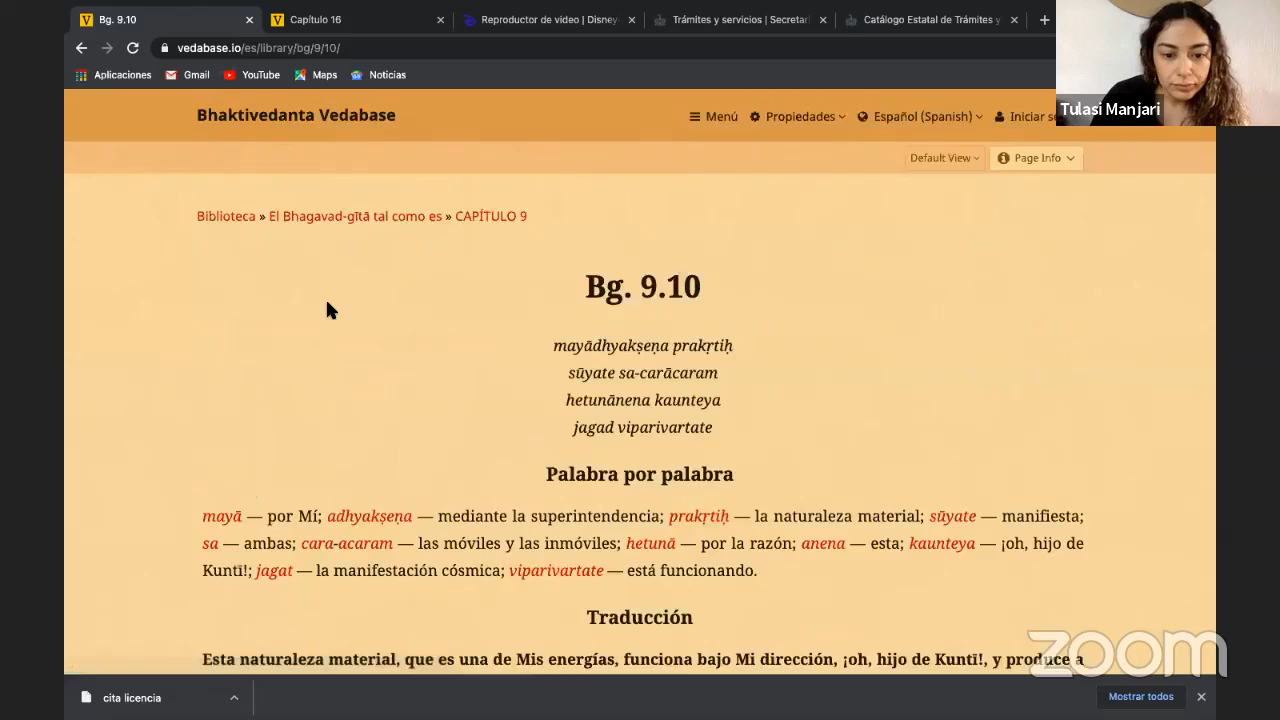 Bg. 9.10
Capítulo 16
Reproductor de vídeo | Disney-
Trámites y servicios | Secretar
Catálogo Estatal de Trámites y
vedabase.io/es/library/bg/9/10/
Aplicaciones Gmail YouTube Maps Noticias
Tulasi Manjari
Bhaktivedanta Vedabase
Menú Propiedades Español (Spanish) Iniciar se
Default View Page Info
Biblioteca » El Bhagavad-gītā tal como es » CAPÍTULO 9
Bg. 9.10
mayādhyakṣeṇa prakṛtiḥ
sūyate sa-carācaram
hetunānena kaunteya
jagad viparivartate
Palabra por palabra
mayā — por Mí; adhyakṣeṇa — mediante la superintendencia; prakṛtiḥ — la naturaleza material; sūyate — manifiesta;
sa — ambas; cara-acaram — las móviles y las inmóviles; hetunā — por la razón; anena — esta; kaunteya — ¡oh, hijo de
Kuntī!; jagat — la manifestación cósmica; viparivartate — está funcionando.
Traducción
Esta naturaleza material, que es una de Mis energías, funciona bajo Mi dirección, ¡oh, hijo de Kuntī!, y produce a
zoom
cita licencia
Mostrar todos